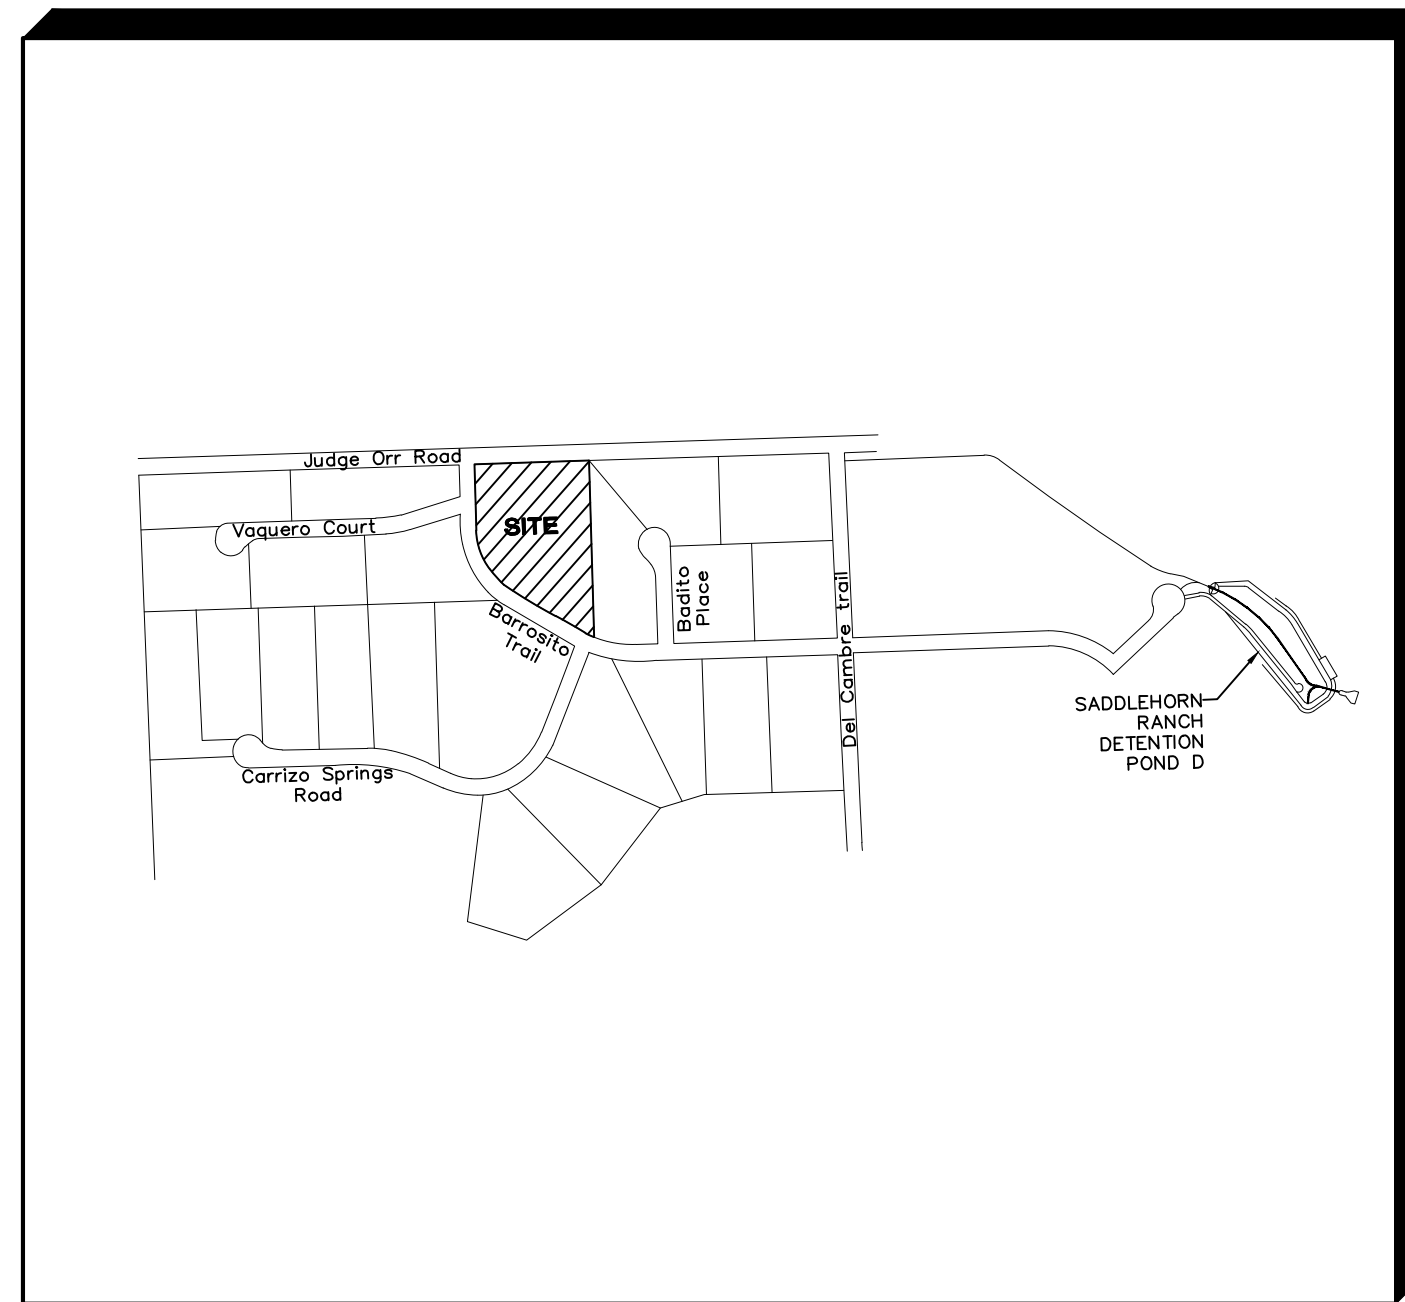 Judge Orr Road
Vaquero Court
SITE
Badito
Place
Barrosito
Trail
Del Cambre trail
SADDLEHORN
RANCH
DETENTION
POND D
Carrizo Springs
Road